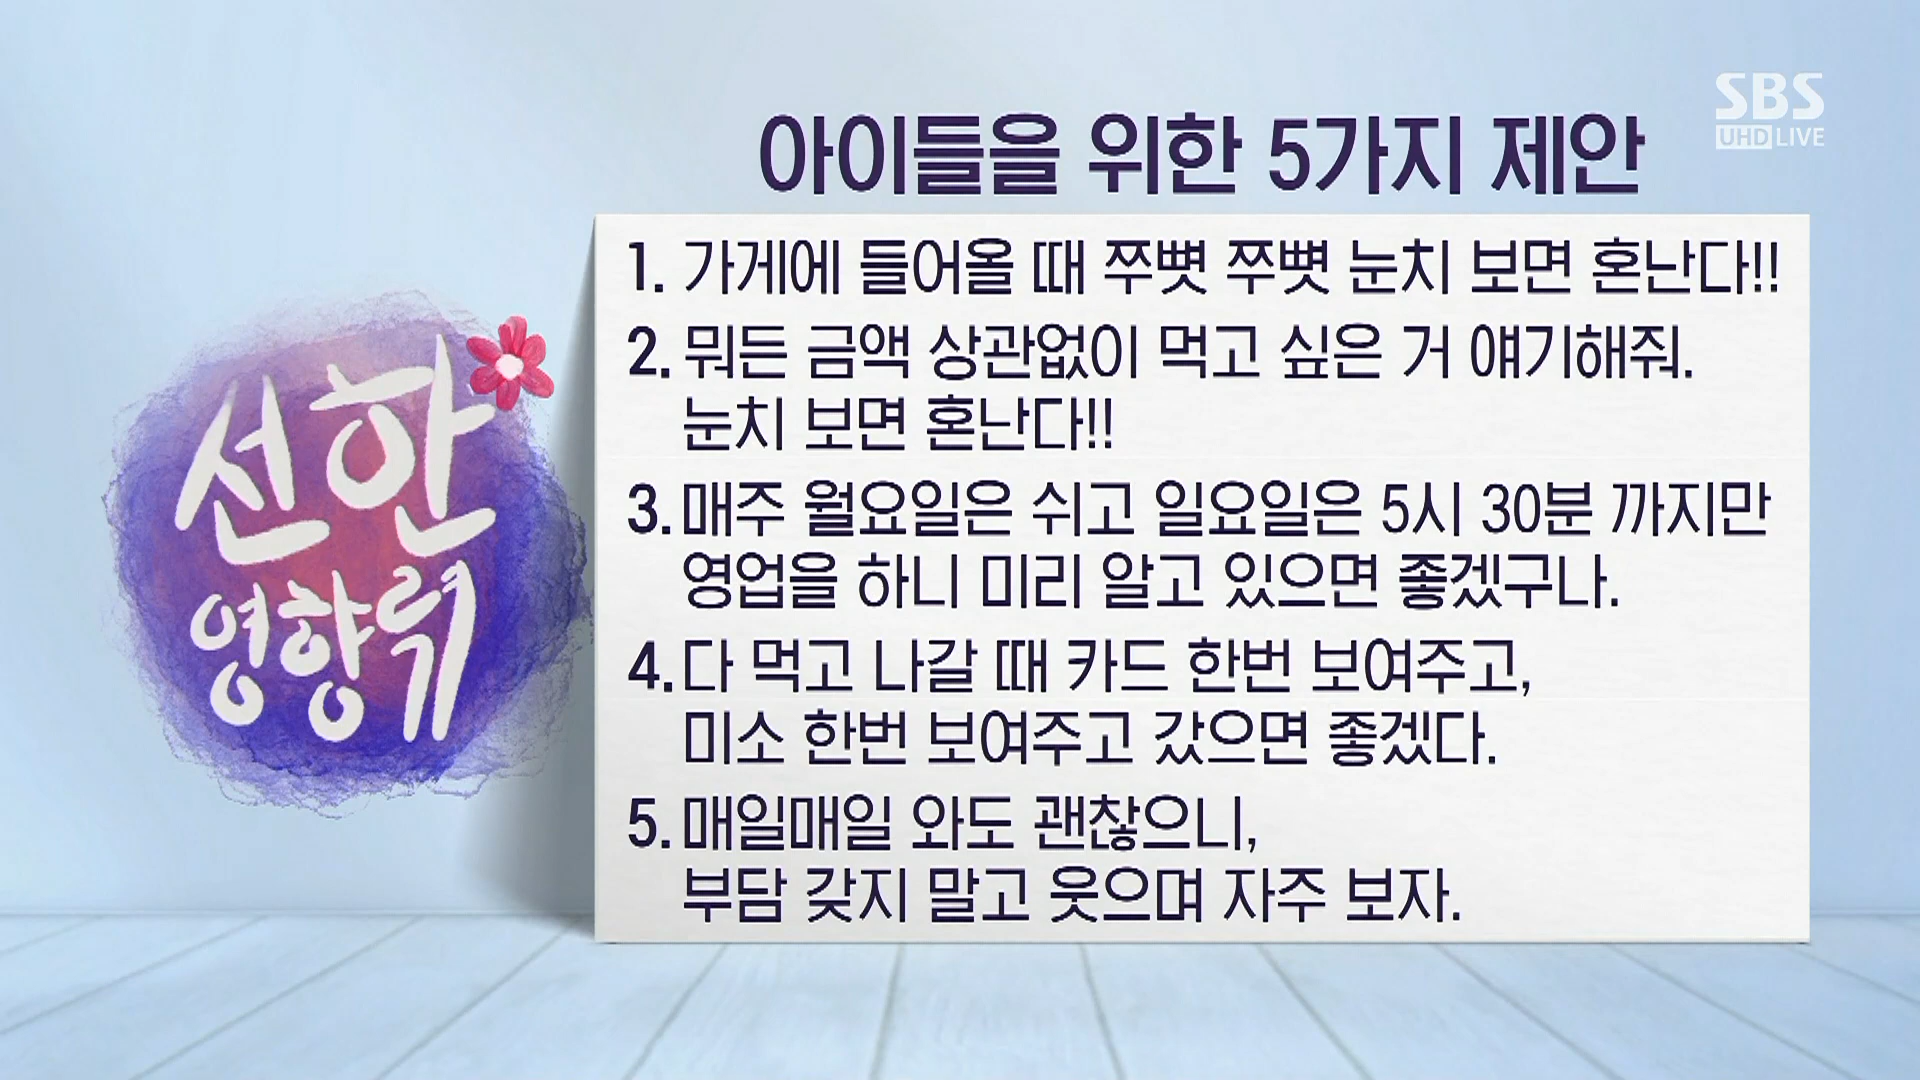 SBS
UHD LIVE
아이들을 위한 5가지 제안
선한
영향력
1. 가게에 들어올 때 쭈뼛 쭈뼛 눈치 보면 혼난다!!
2. 뭐든 금액 상관없이 먹고 싶은 거 얘기해줘.
눈치 보면 혼난다!!
3. 매주 월요일은 쉬고 일요일은 5시 30분 까지만
영업을 하니 미리 알고 있으면 좋겠구나.
4. 다 먹고 나갈 때 카드 한번 보여주고,
미소 한번 보여주고 갔으면 좋겠다.
5. 매일매일 와도 괜찮으니,
부담 갖지 말고 웃으며 자주 보자.